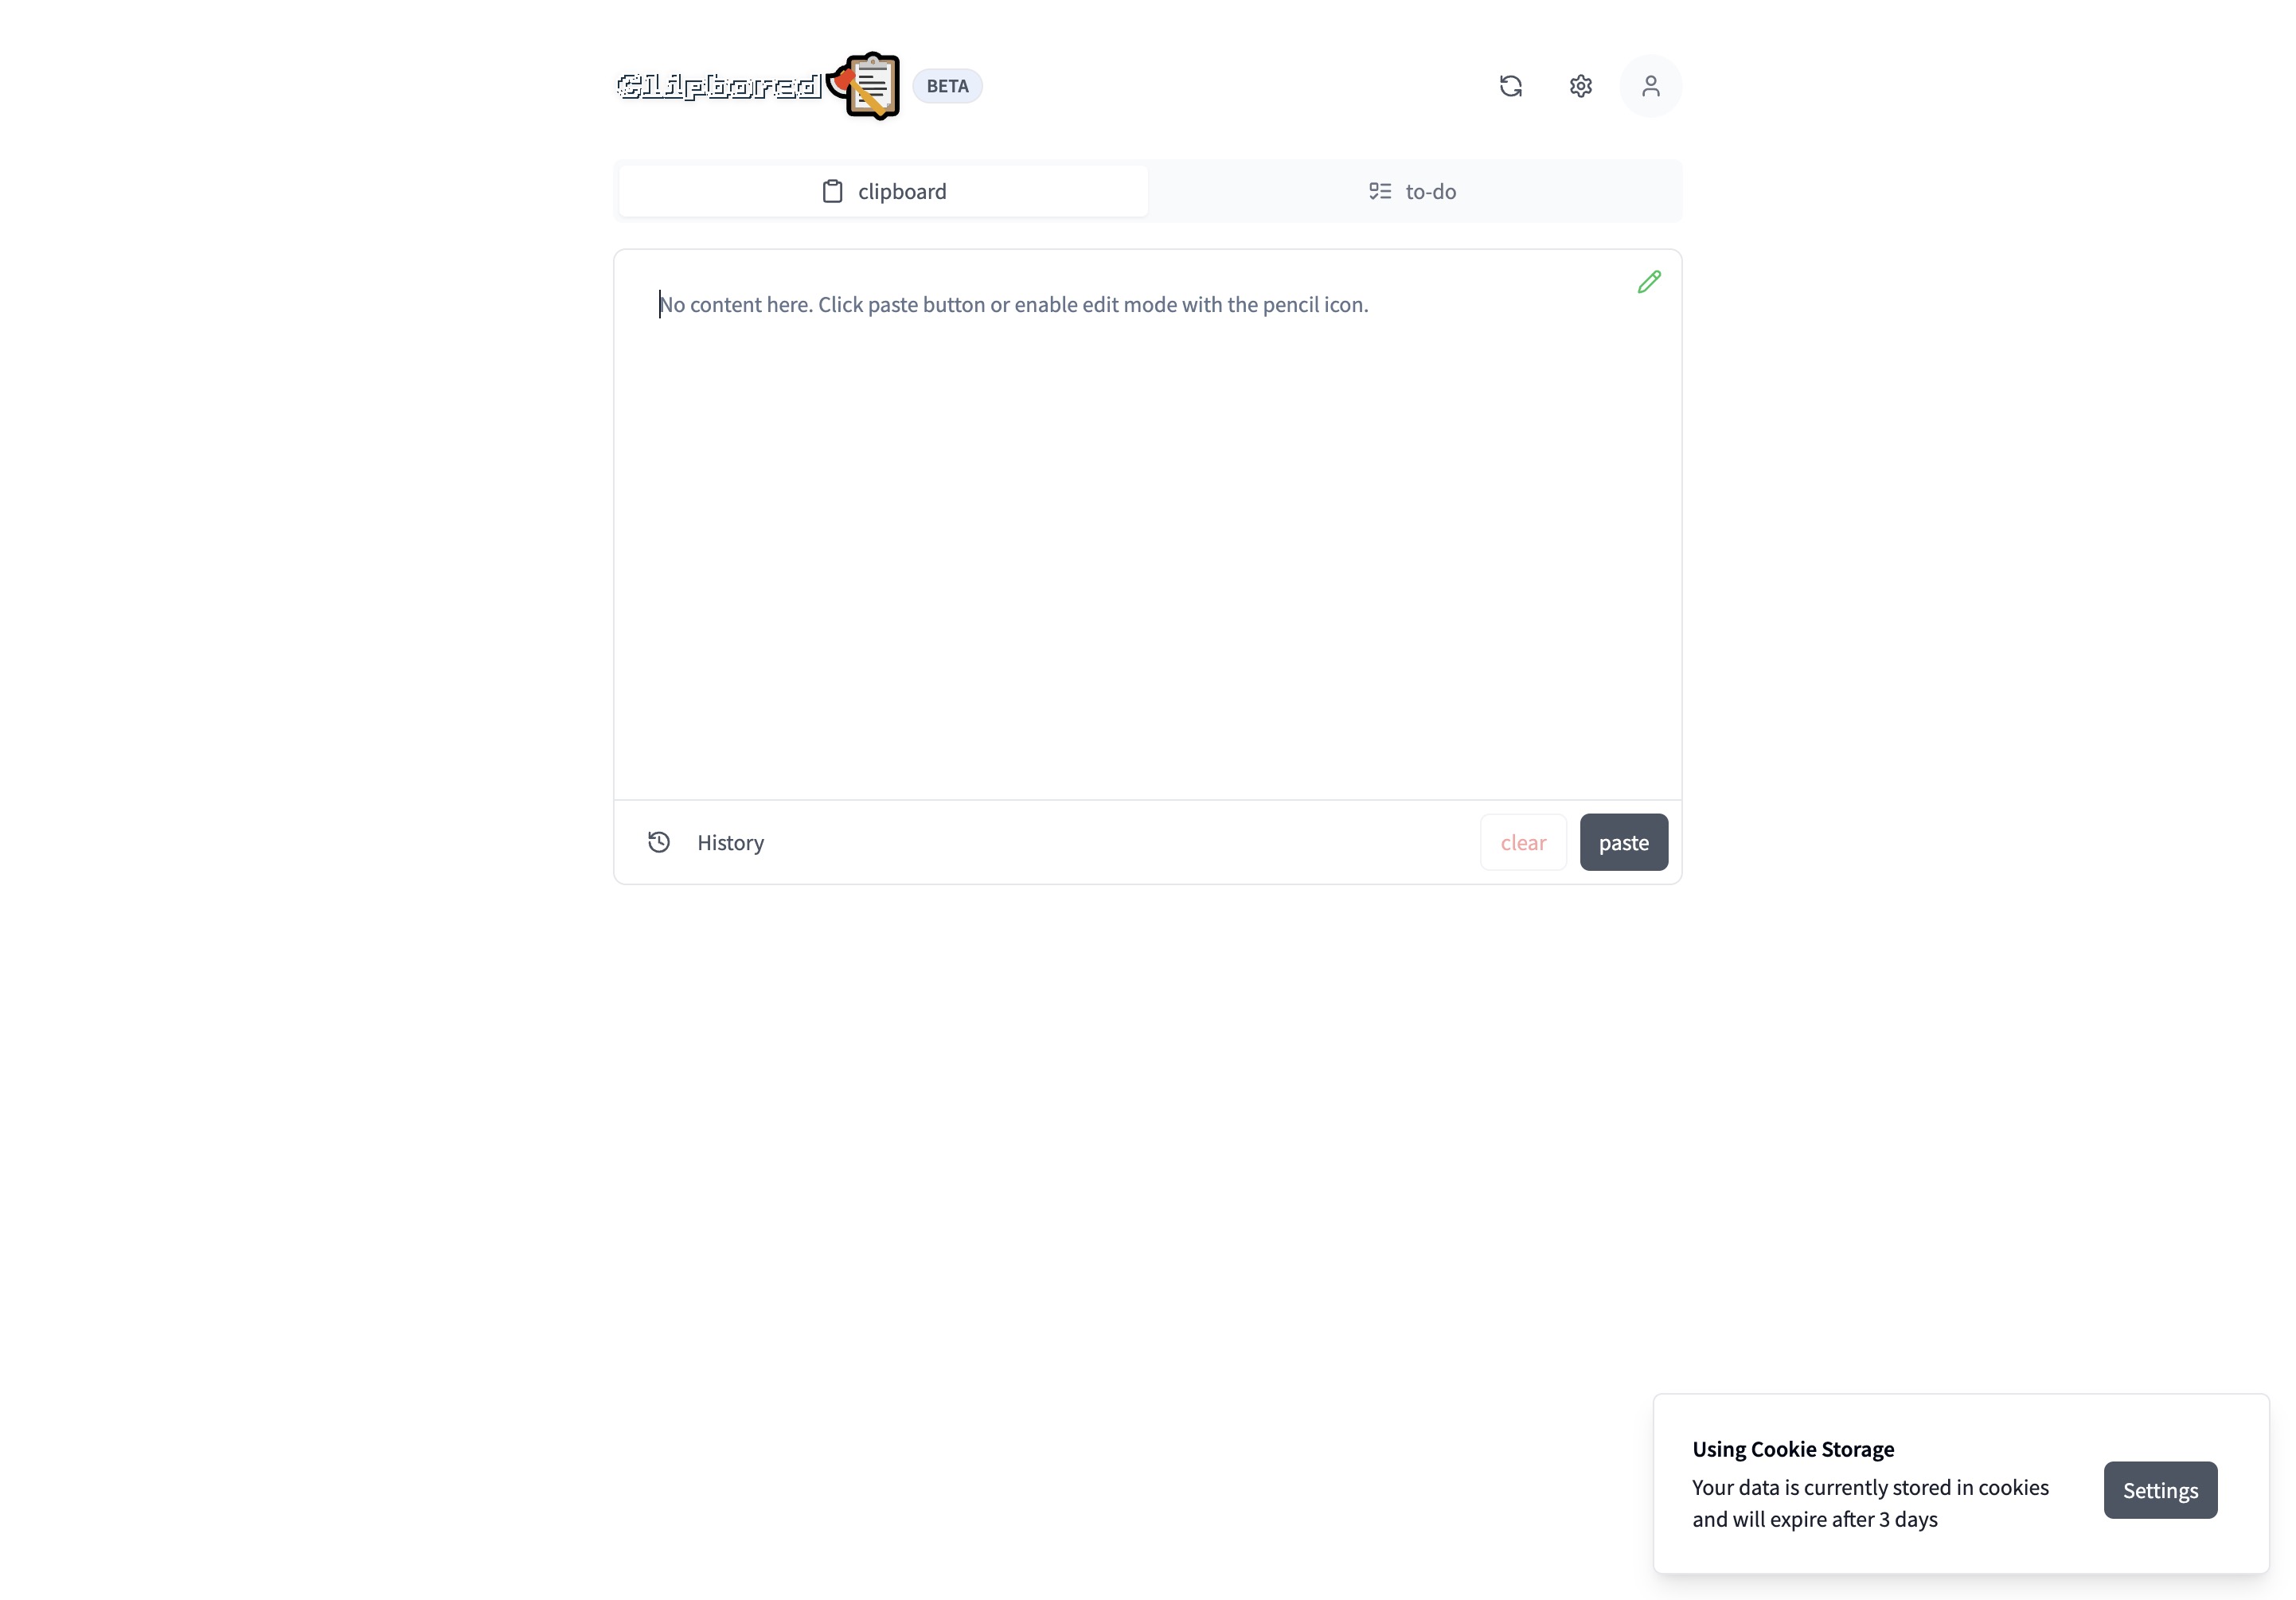 Clipboared BETA
clipboard
to-do
No content here. Click paste button or enable edit mode with the pencil icon.
History
clear
paste
Using Cookie Storage
Your data is currently stored in cookies
and will expire after 3 days
Settings